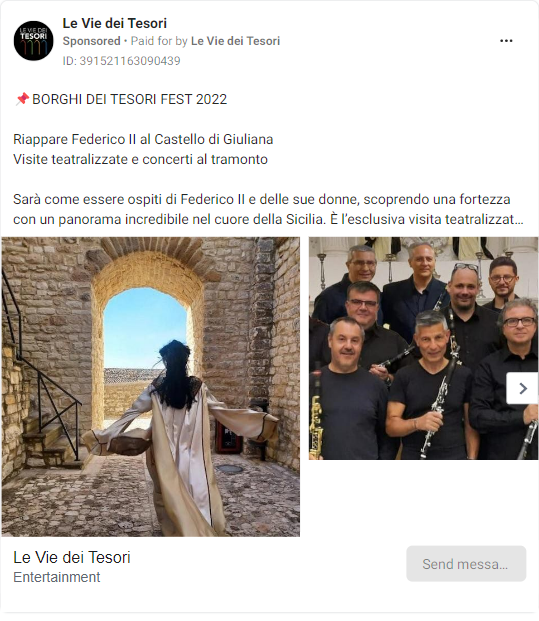 LE VIE DEI
TESORI
Le Vie dei Tesori
Sponsored • Paid for by Le Vie dei Tesori
ID: 391521163090439
📌BORGHI DEI TESORI FEST 2022
Riappare Federico II al Castello di Giuliana
Visite teatralizzate e concerti al tramonto
Sarà come essere ospiti di Federico II e delle sue donne, scoprendo una fortezza
con un panorama incredibile nel cuore della Sicilia. È l’esclusiva visita teatralizzat...
Le Vie dei Tesori
Entertainment
Send messa...